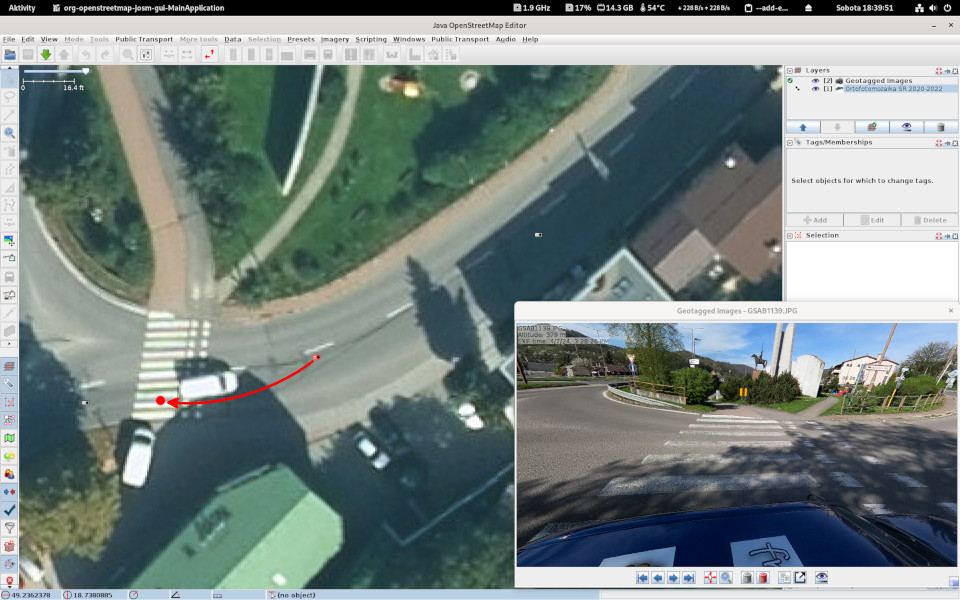 Aktivity org-openstreetmap-josm-gui-MainApplication 1.9 GHz 17% 14.3 GB 54°C ↑ 228 B/s + 228 B/s ↑ --add-e... Sobota 18:39:51
Java OpenStreetMap Editor
File Edit View Mode Tools Public Transport More tools Data Selection Presets Imagery Scripting Windows Public Transport Audio Help
0 16.4 ft
Layers
[2] Geotagged Images
[1] Ortofotomozaika SR 2020-2022
Tags/Memberships
Select objects for which to change tags.
Add Edit Delete
Selection
Geotagged Images - GSAB1139.JPG
GSAB1139.JPG
49.2362378 18.7380885 (no object)